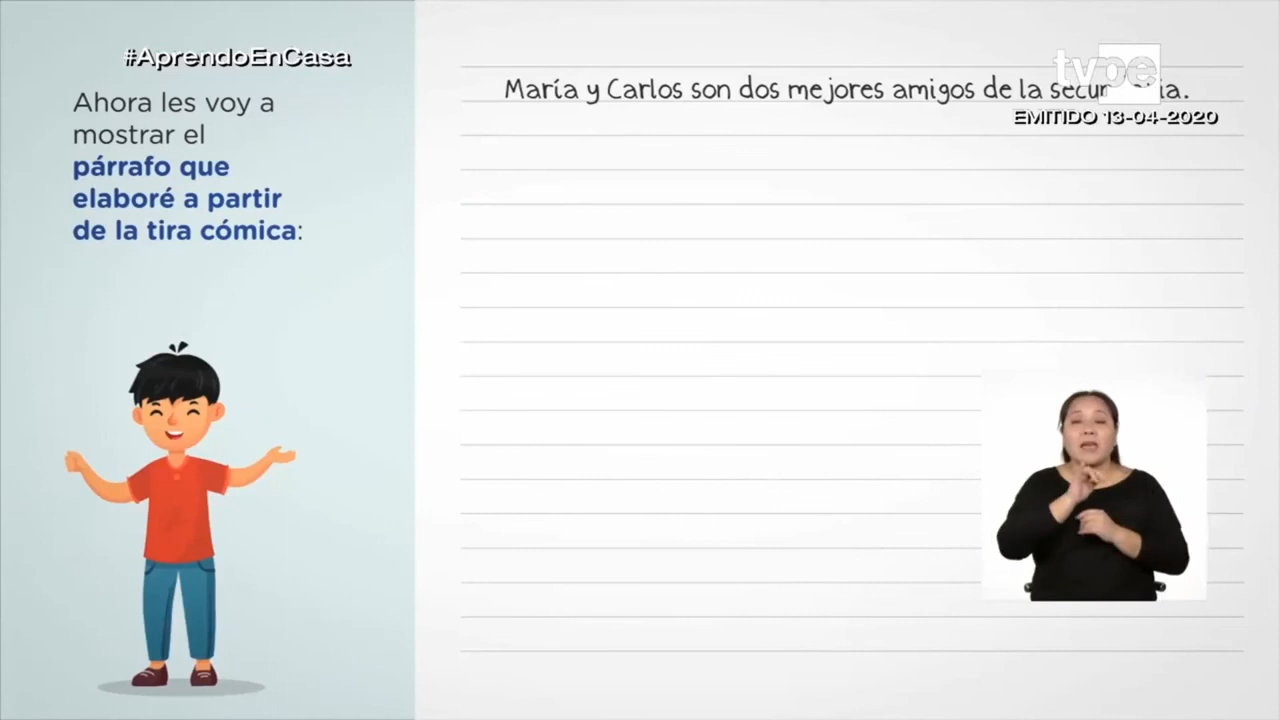 #AprendoEnCasa
Ahora les voy a
mostrar el
párrafo que
elaboré a partir
de la tira cómica:
María y Carlos son dos mejores amigos de la
tvpe
EMITIDO 13-04-2020